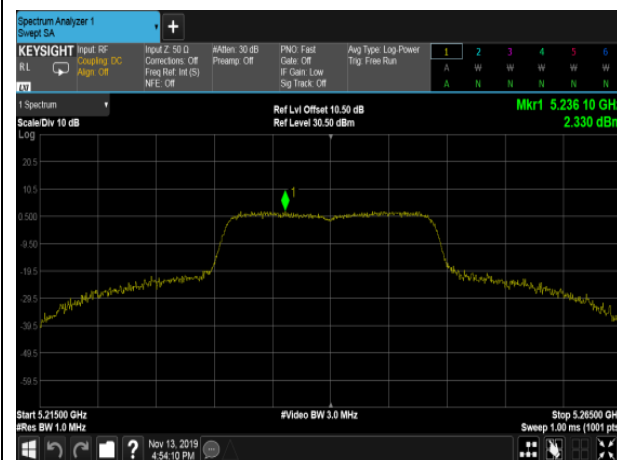 Spectrum Analyzer 1
Swept SA
+
KEYSIGHT Input: RF Input Z: 50 Ω #Atten: 30 dB PNO: Fast Avg Type: Log-Power 1 2 3 4 5 6
R L Coupling: DC Corrections: Off Preamp: Off Gate: Off Trig: Free Run A W W W W W
Align: Off Freq Ref: Int (S) IF Gain: Low
NFE: Off Sig Track: Off A N N N N N
LXI
1 Spectrum Ref Lvl Offset 10.50 dB Mkr1 5.236 10 GHz
Scale/Div 10 dB Ref Level 30.50 dBm 2.330 dBm
Log
20.5
10.5
1
0.500
-9.50
-19.5
-29.5
-39.5
-49.5
-59.5
Start 5.21500 GHz #Video BW 3.0 MHz Stop 5.26500 GHz
#Res BW 1.0 MHz Sweep 1.00 ms (1001 pts)
? Nov 13, 2019
4:54:10 PM